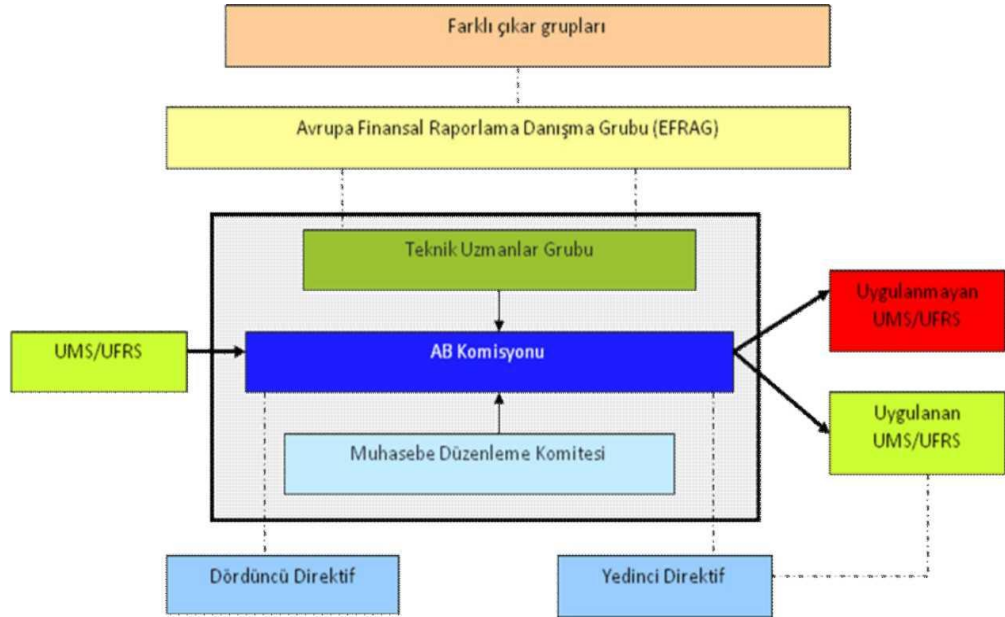 Farklı çıkar grupları
Avrupa Finansal Raporlama Danışma Grubu (EFRAG)
Teknik Uzmanlar Grubu
UMS/UFRS
AB Komisyonu
Uygulanmayan
UMS/UFRS
Uygulanan
UMS/UFRS
Muhasebe Düzenleme Komitesi
Dördüncü Direktif
Yedinci Direktif